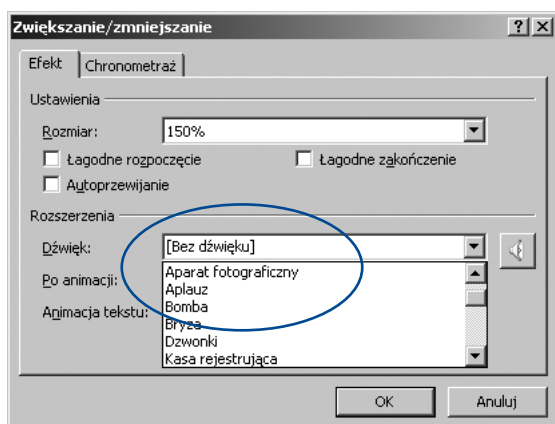 Zwiększanie/zmniejszanie
Efekt Chronometraż
Ustawienia
Rozmiar: 150%
Łagodne rozpoczęcie Łagodne zakończenie
Autoprzewijanie
Rozszerzenia
Dźwięk: [Bez dźwięku]
Po animacji: Aparat fotograficzny
Aplauz
Animacja tekstu: Bomba
Bryza
Dzwonki
Kasa rejestrująca
OK Anuluj